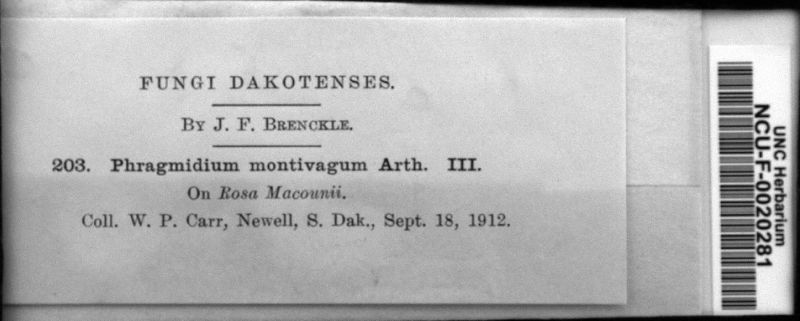 FUNGI DAKOTENSES.
BY J. F. BRENCKLE.
203. Phragmidium montivagum Arth. III.
On Rosa Macounii.
Coll. W. P. Carr, Newell, S. Dak., Sept. 18, 1912.
UNC Herbarium
NCU-F-0020281